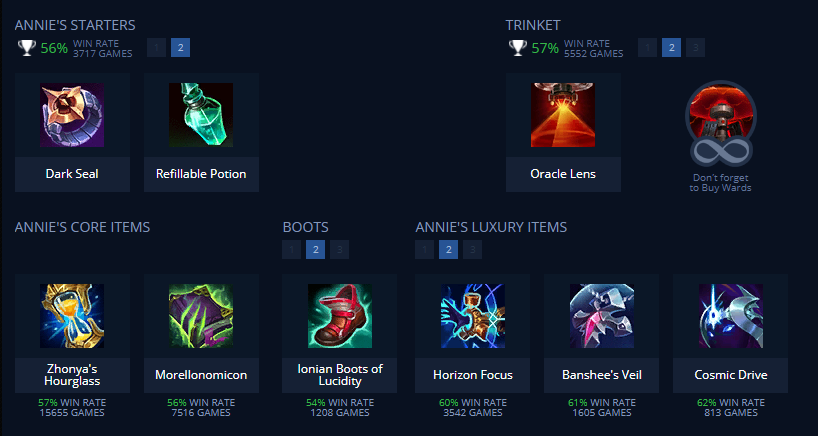 ANNIE'S STARTERS
56% WIN RATE
3717 GAMES
1 2
Dark Seal
Refillable Potion
TRINKET
57% WIN RATE
5552 GAMES
1 2 3
Oracle Lens
Don't forget
to Buy Wards
ANNIE'S CORE ITEMS
Zhonya's
Hourglass
57% WIN RATE
15655 GAMES
Morellonomicon
56% WIN RATE
7516 GAMES
BOOTS
1 2 3
Ionian Boots of
Lucidity
54% WIN RATE
1208 GAMES
ANNIE'S LUXURY ITEMS
1 2 3
Horizon Focus
60% WIN RATE
3542 GAMES
Banshee's Veil
61% WIN RATE
1605 GAMES
Cosmic Drive
62% WIN RATE
813 GAMES